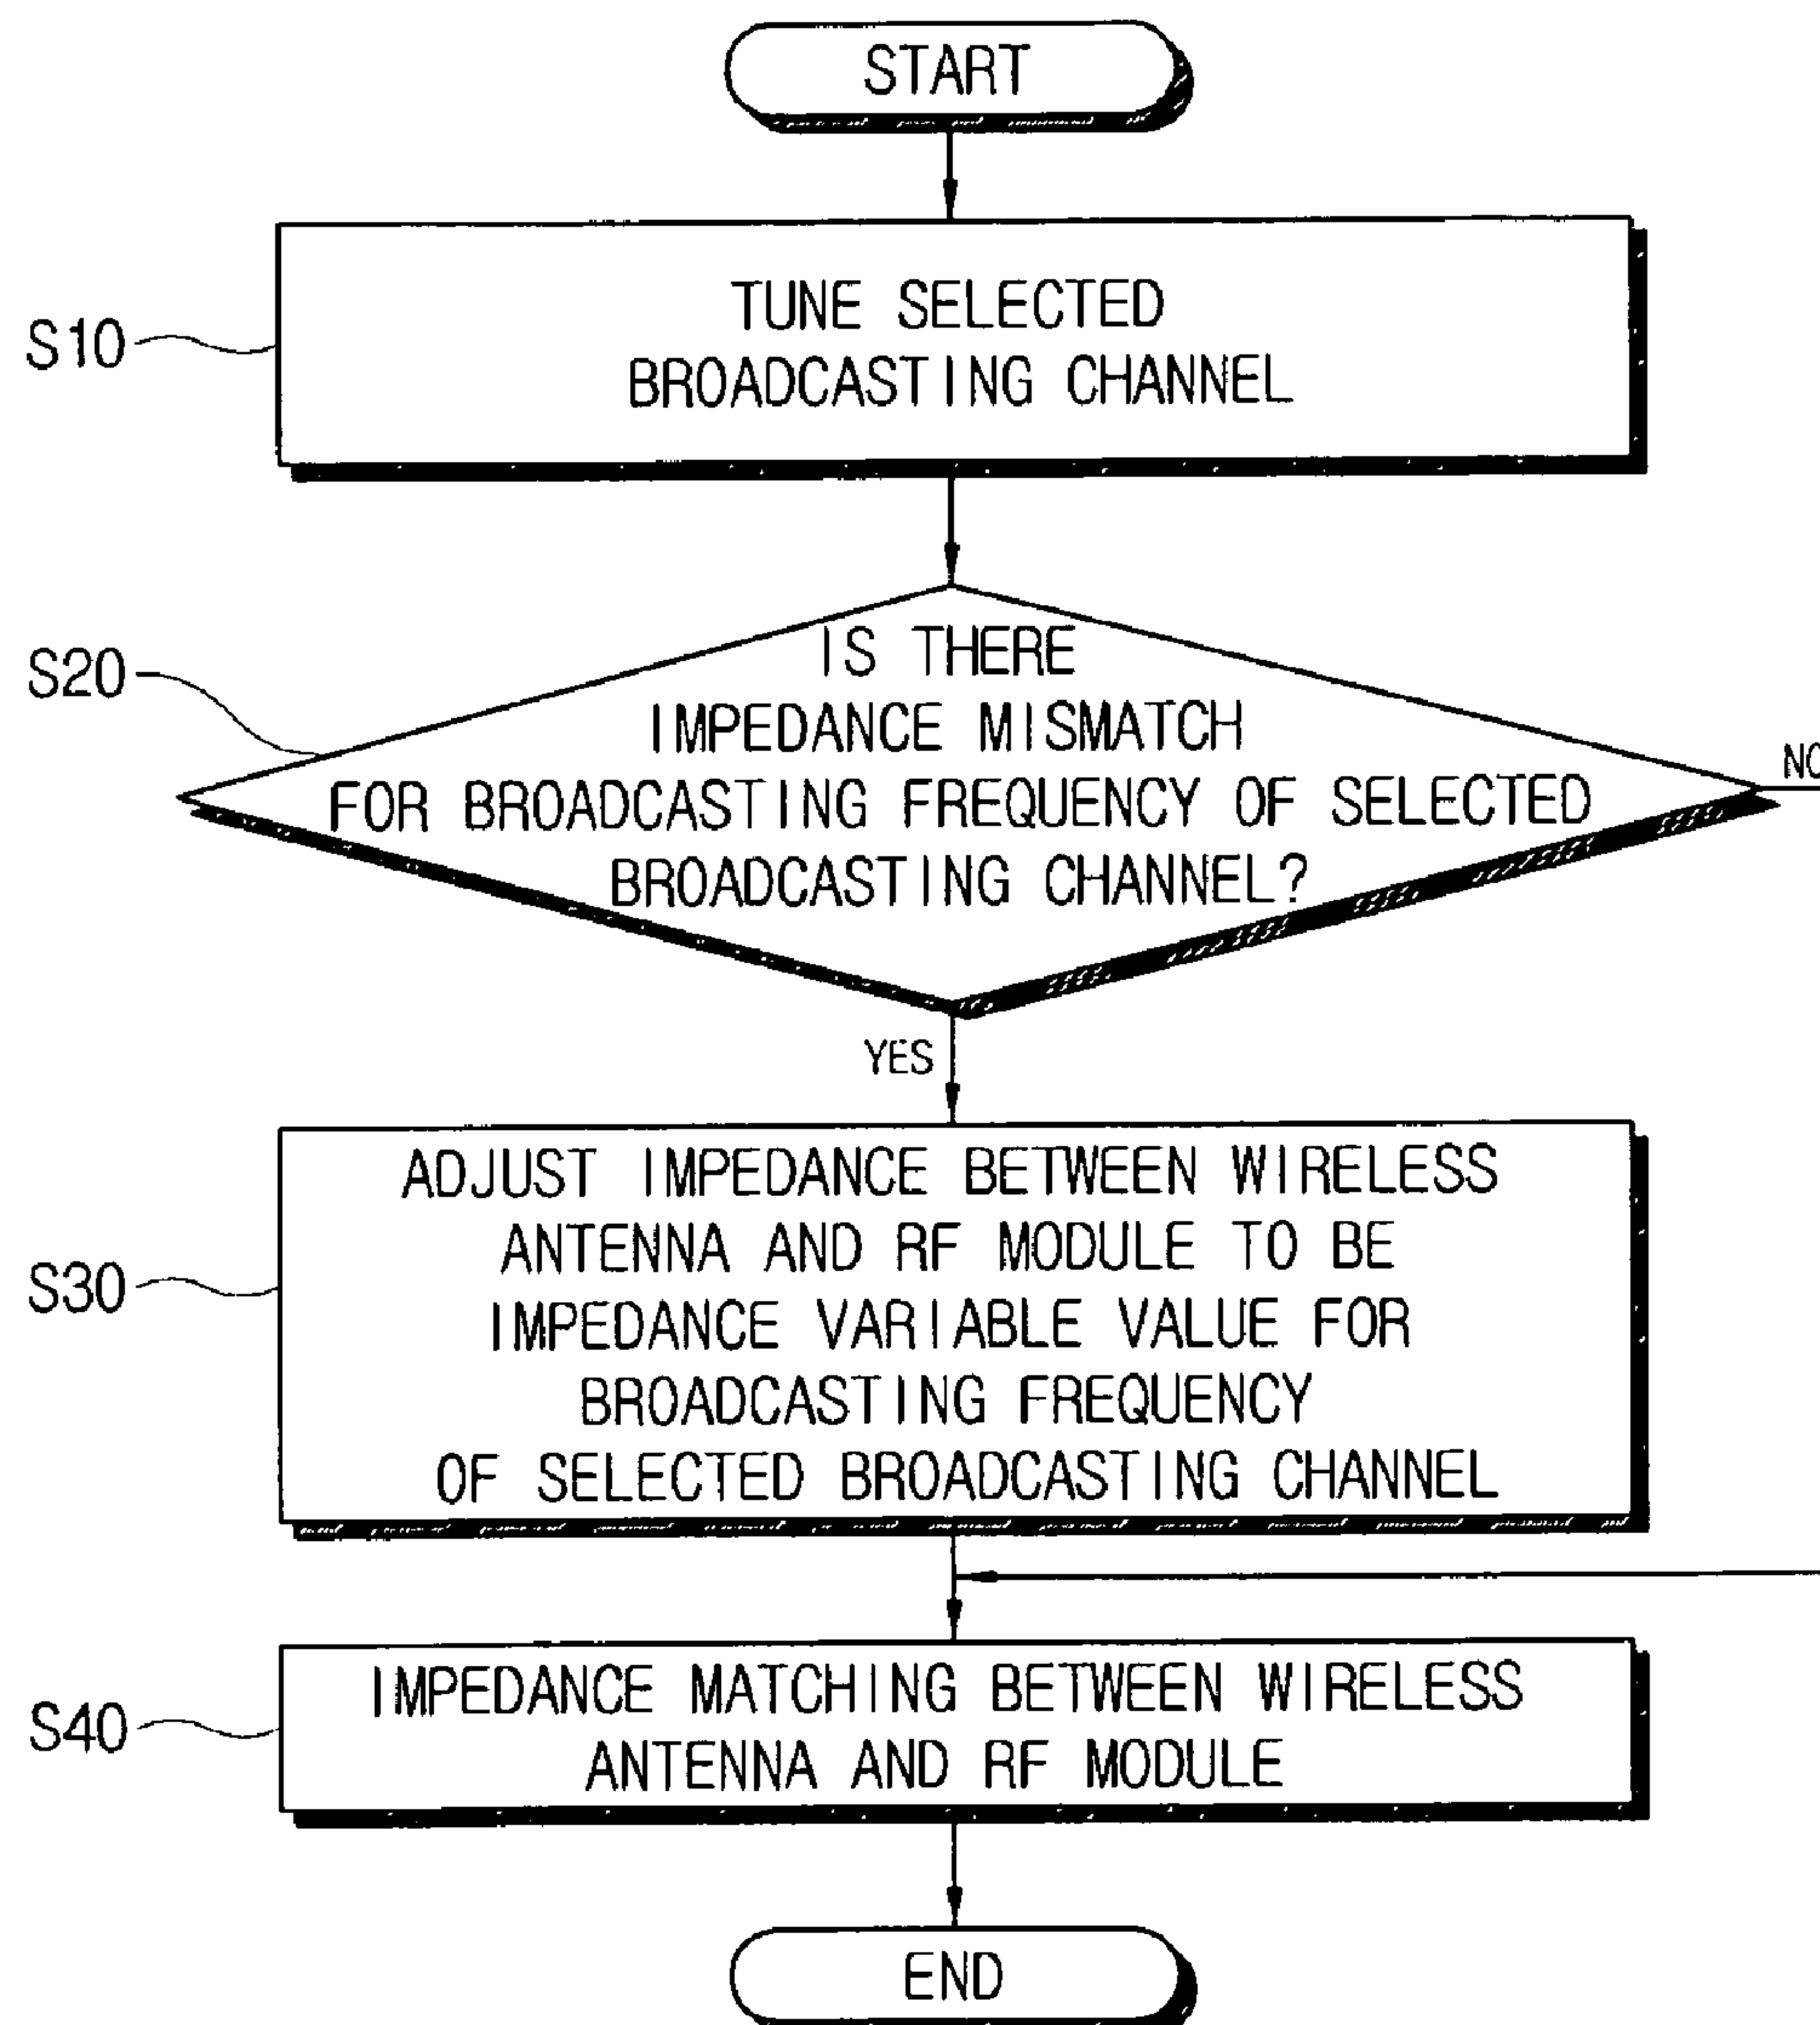 START
S10
TUNE SELECTED
BROADCASTING CHANNEL
S20
IS THERE
IMPEDANCE MISMATCH
FOR BROADCASTING FREQUENCY OF SELECTED
BROADCASTING CHANNEL?
NO
YES
S30
ADJUST IMPEDANCE BETWEEN WIRELESS
ANTENNA AND RF MODULE TO BE
IMPEDANCE VARIABLE VALUE FOR
BROADCASTING FREQUENCY
OF SELECTED BROADCASTING CHANNEL
S40
IMPEDANCE MATCHING BETWEEN WIRELESS
ANTENNA AND RF MODULE
END